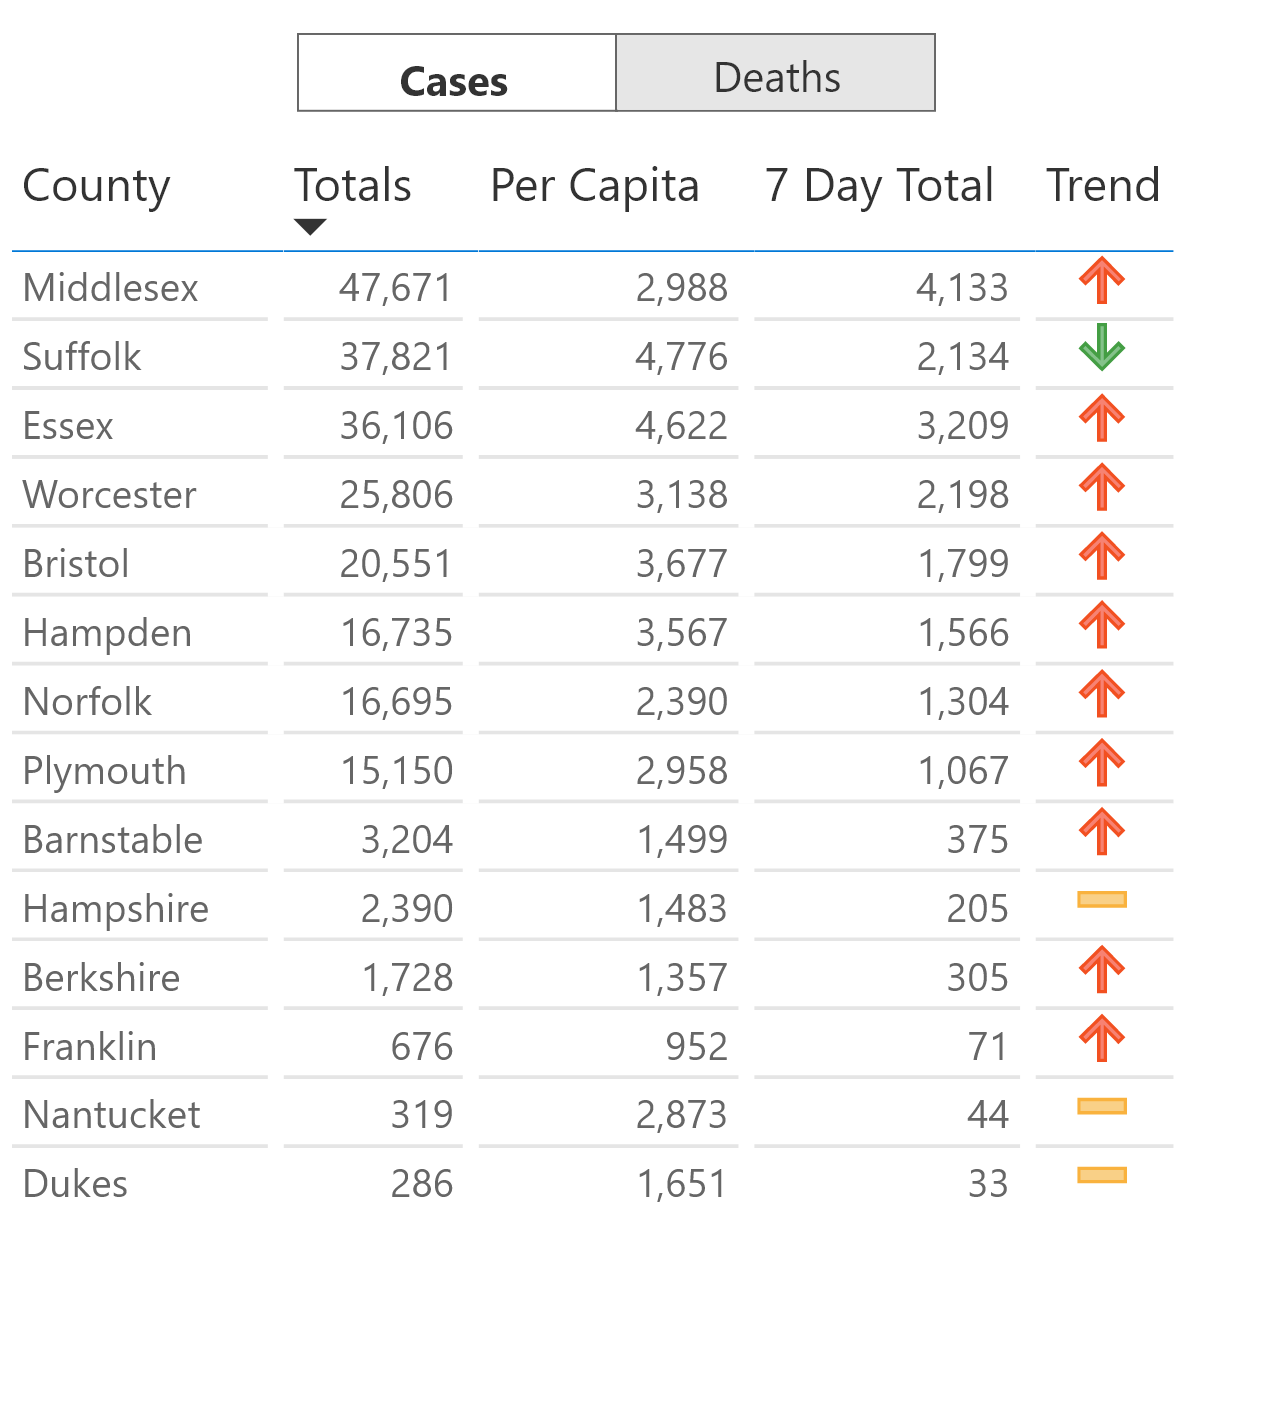 Cases Deaths
County Totals Per Capita 7 Day Total Trend
Middlesex 47,671 2,988 4,133
Suffolk 37,821 4,776 2,134
Essex 36,106 4,622 3,209
Worcester 25,806 3,138 2,198
Bristol 20,551 3,677 1,799
Hampden 16,735 3,567 1,566
Norfolk 16,695 2,390 1,304
Plymouth 15,150 2,958 1,067
Barnstable 3,204 1,499 375
Hampshire 2,390 1,483 205
Berkshire 1,728 1,357 305
Franklin 676 952 71
Nantucket 319 2,873 44
Dukes 286 1,651 33